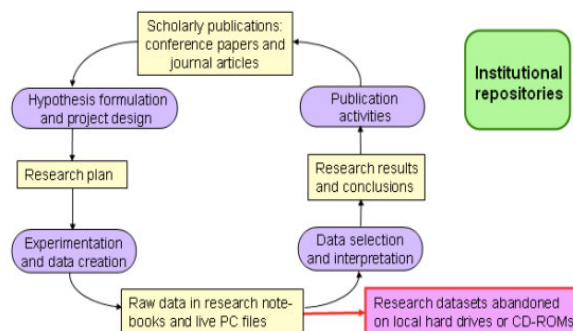 Scholarly publications:
conference papers and
journal articles
Institutional
repositories
Hypothesis formulation
and project design
Publication
activities
Research plan
Research results
and conclusions
Experimentation
and data creation
Data selection
and interpretation
Raw data in research note-
books and live PC files
Research datasets abandoned
on local hard drives or CD-ROMs